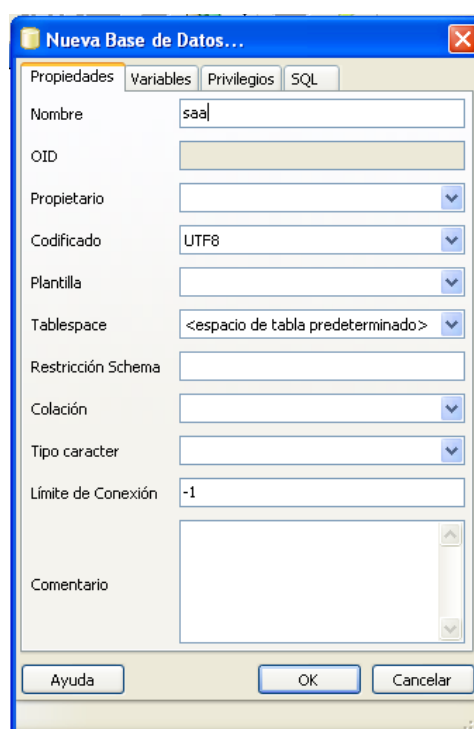 Nueva Base de Datos...
Propiedades Variables Privilegios SQL
Nombre saa
OID
Propietario
Codificado UTF8
Plantilla
Tablespace <espacio de tabla predeterminado>
Restricción Schema
Colación
Tipo caracter
Límite de Conexión -1
Comentario
Ayuda OK Cancelar